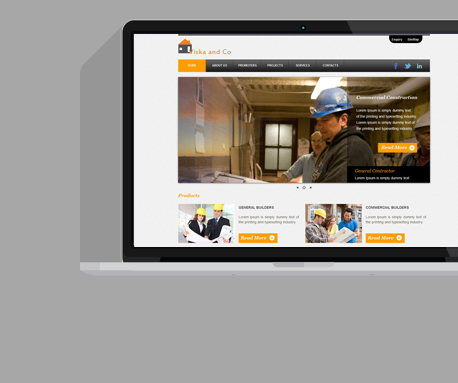 Enquiry SiteMap
iska and Co
HOME ABOUT US PROMOTERS PROJECTS SERVICES CONTACTS
Commercial Construction
Lorem Ipsum is simply dummy text
of the printing and typesetting industry.
Lorem Ipsum is simply dummy text of
the printing and typesetting industry.
Read More
General Contractor
Lorem Ipsum is simply dummy text
Products
GENERAL BUILDERS
Lorem Ipsum is simply dummy text of
the printing and typesetting industry.
Read More
COMMERCIAL BUILDERS
Lorem Ipsum is simply dummy text of
the printing and typesetting industry.
Read More